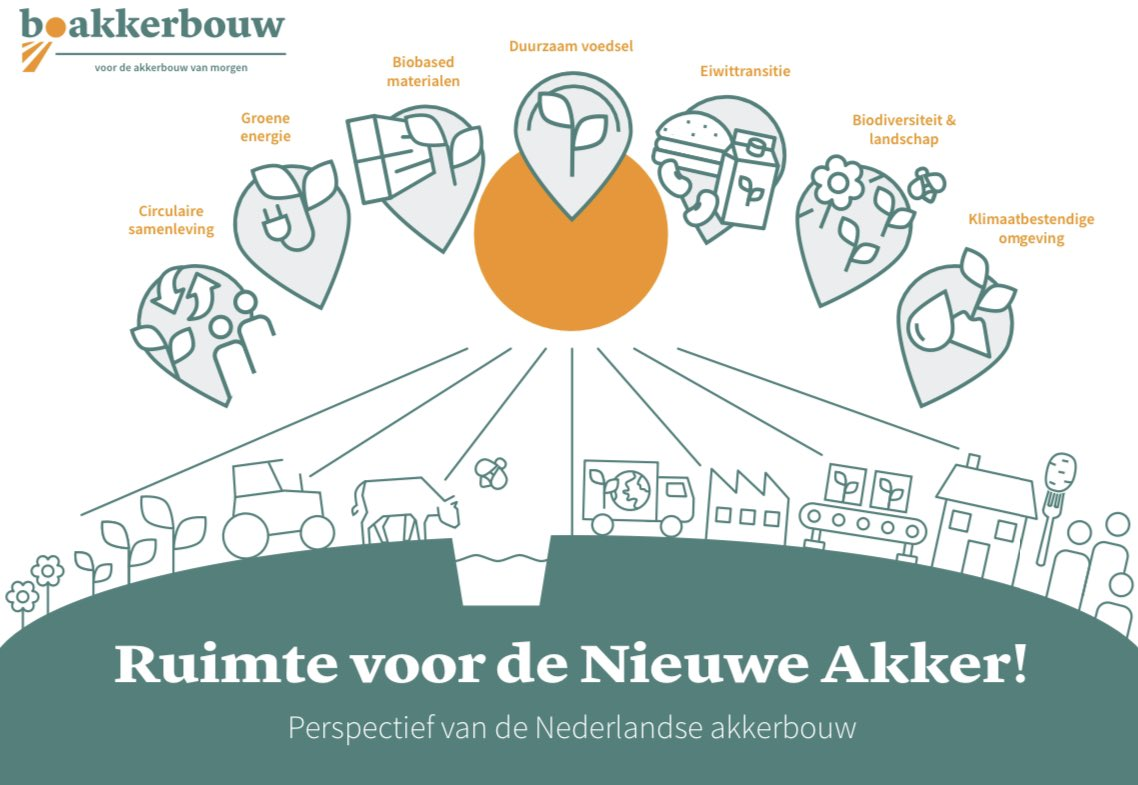 boakkerbouw
voor de akkerbouw van morgen
Duurzaam voedsel
Biobased
materialen
Eiwittransitie
Groene
energie
Biodiversiteit &
landschap
Circulaire
samenleving
Klimaatbestendige
omgeving
Ruimte voor de Nieuwe Akker!
Perspectief van de Nederlandse akkerbouw